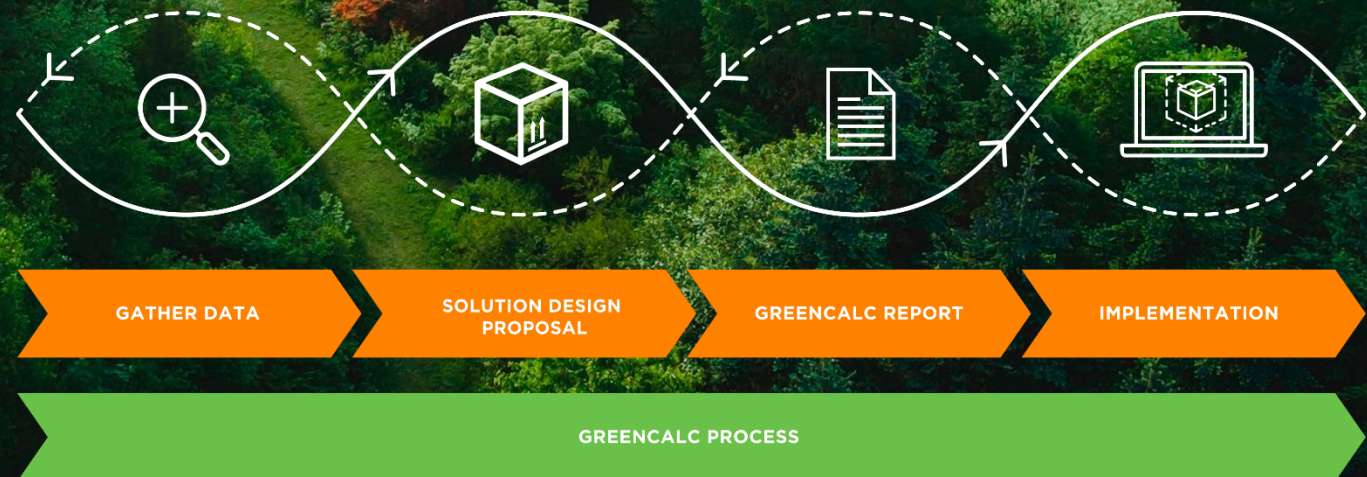 GATHER DATA
SOLUTION DESIGN
PROPOSAL
GREENCALC REPORT
IMPLEMENTATION
GREENCALC PROCESS